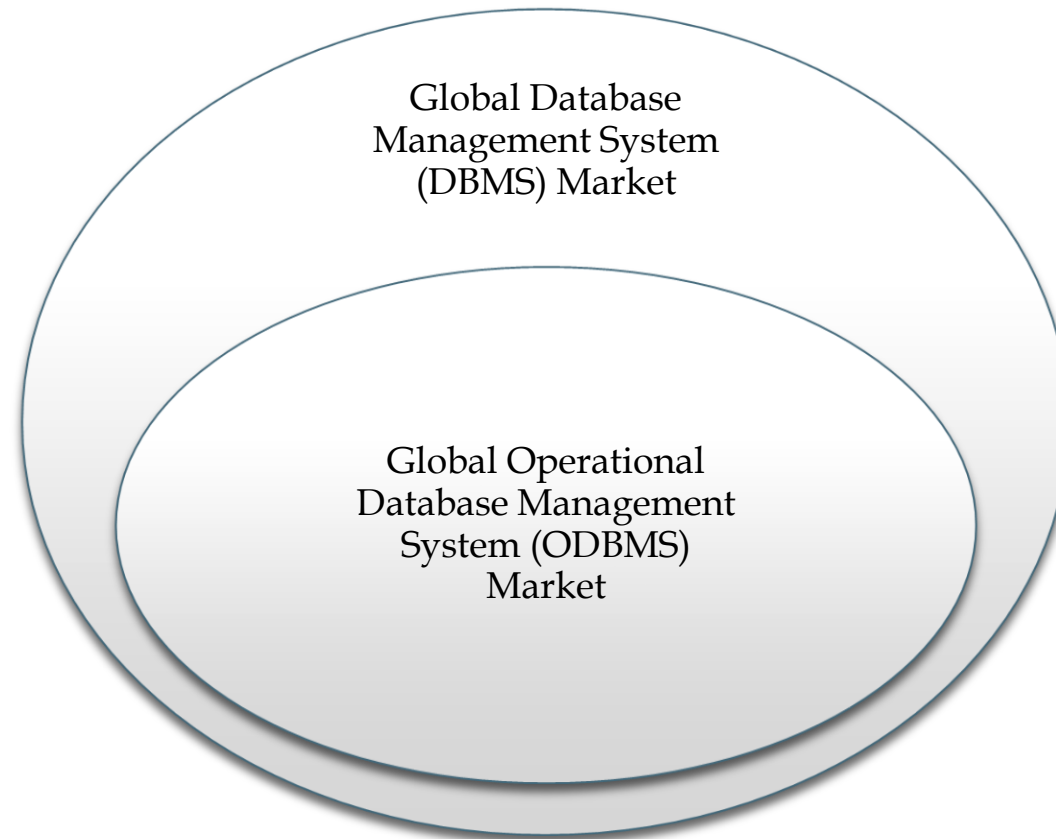 Global Database
Management System
(DBMS) Market
Global Operational
Database Management
System (ODBMS)
Market